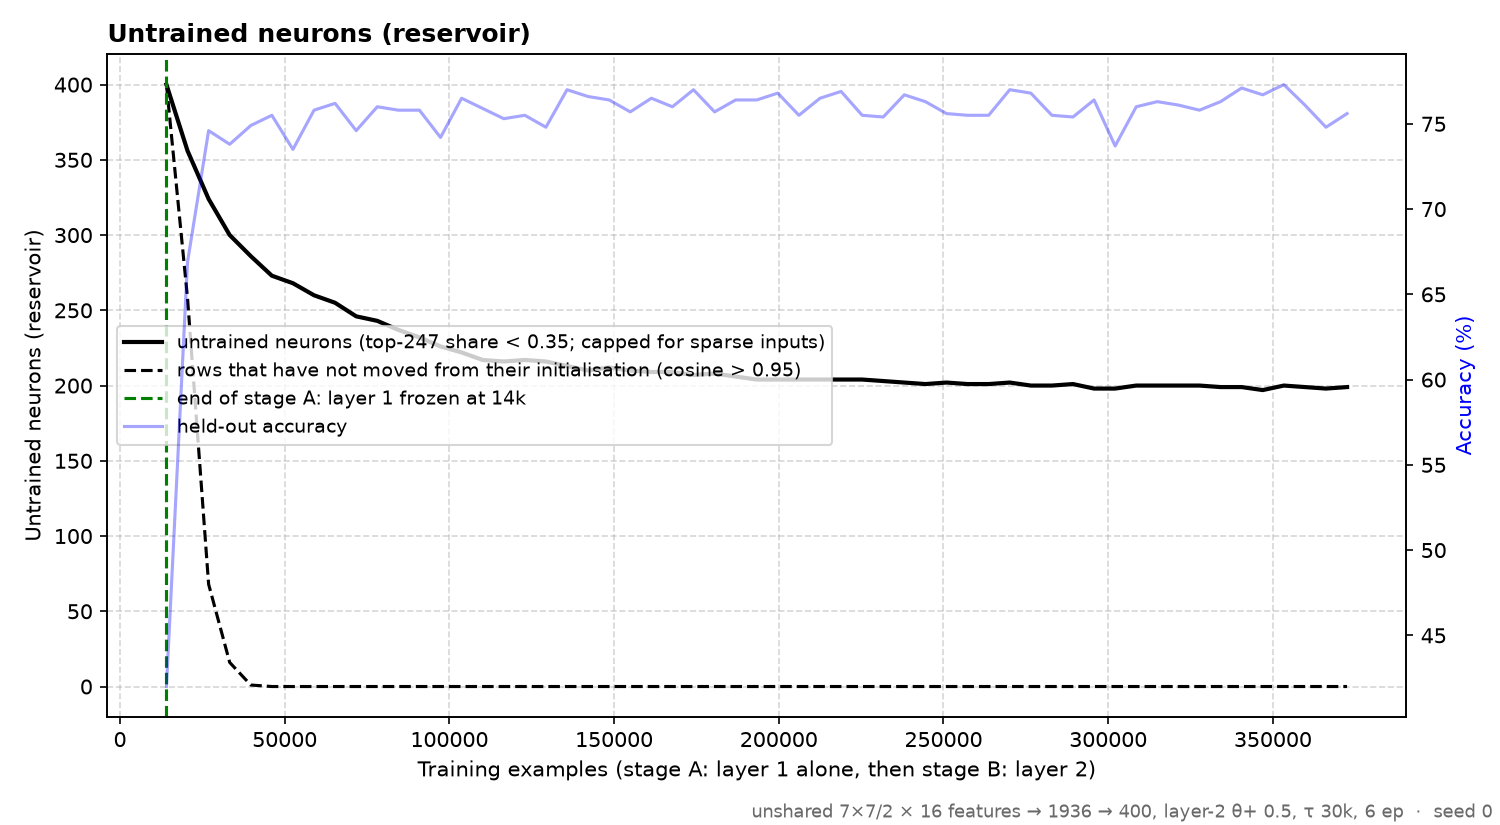 Untrained neurons (reservoir)
400
350
300
250
200
150
100
50
0
Untrained neurons (reservoir)
untrained neurons (top-247 share < 0.35; capped for sparse inputs)
rows that have not moved from their initialisation (cosine > 0.95)
end of stage A: layer 1 frozen at 14k
held-out accuracy
75
70
65
60
55
50
45
Accuracy (%)
0 50000 100000 150000 200000 250000 300000 350000
Training examples (stage A: layer 1 alone, then stage B: layer 2)
unshared 7×7/2 × 16 features → 1936 → 400, layer-2 θ+ 0.5, τ 30k, 6 ep · seed 0